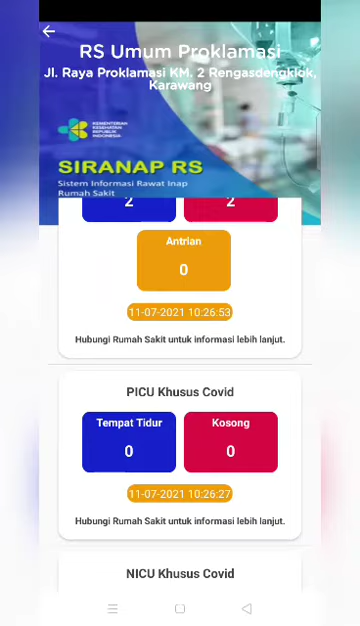 RS Umum Proklamasi
Jl. Raya Proklamasi KM. 2 Rengasdengklok,
Karawang
KEMENTERIAN
KESEHATAN
REPUBLIK
INDONESIA
SIRANAP RS
Sistem Informasi Rawat Inap
Rumah Sakit
2 2
Antrian
0
11-07-2021 10:26:53
Hubungi Rumah Sakit untuk informasi lebih lanjut.
PICU Khusus Covid
Tempat Tidur Kosong
0 0
11-07-2021 10:26:27
Hubungi Rumah Sakit untuk informasi lebih lanjut.
NICU Khusus Covid